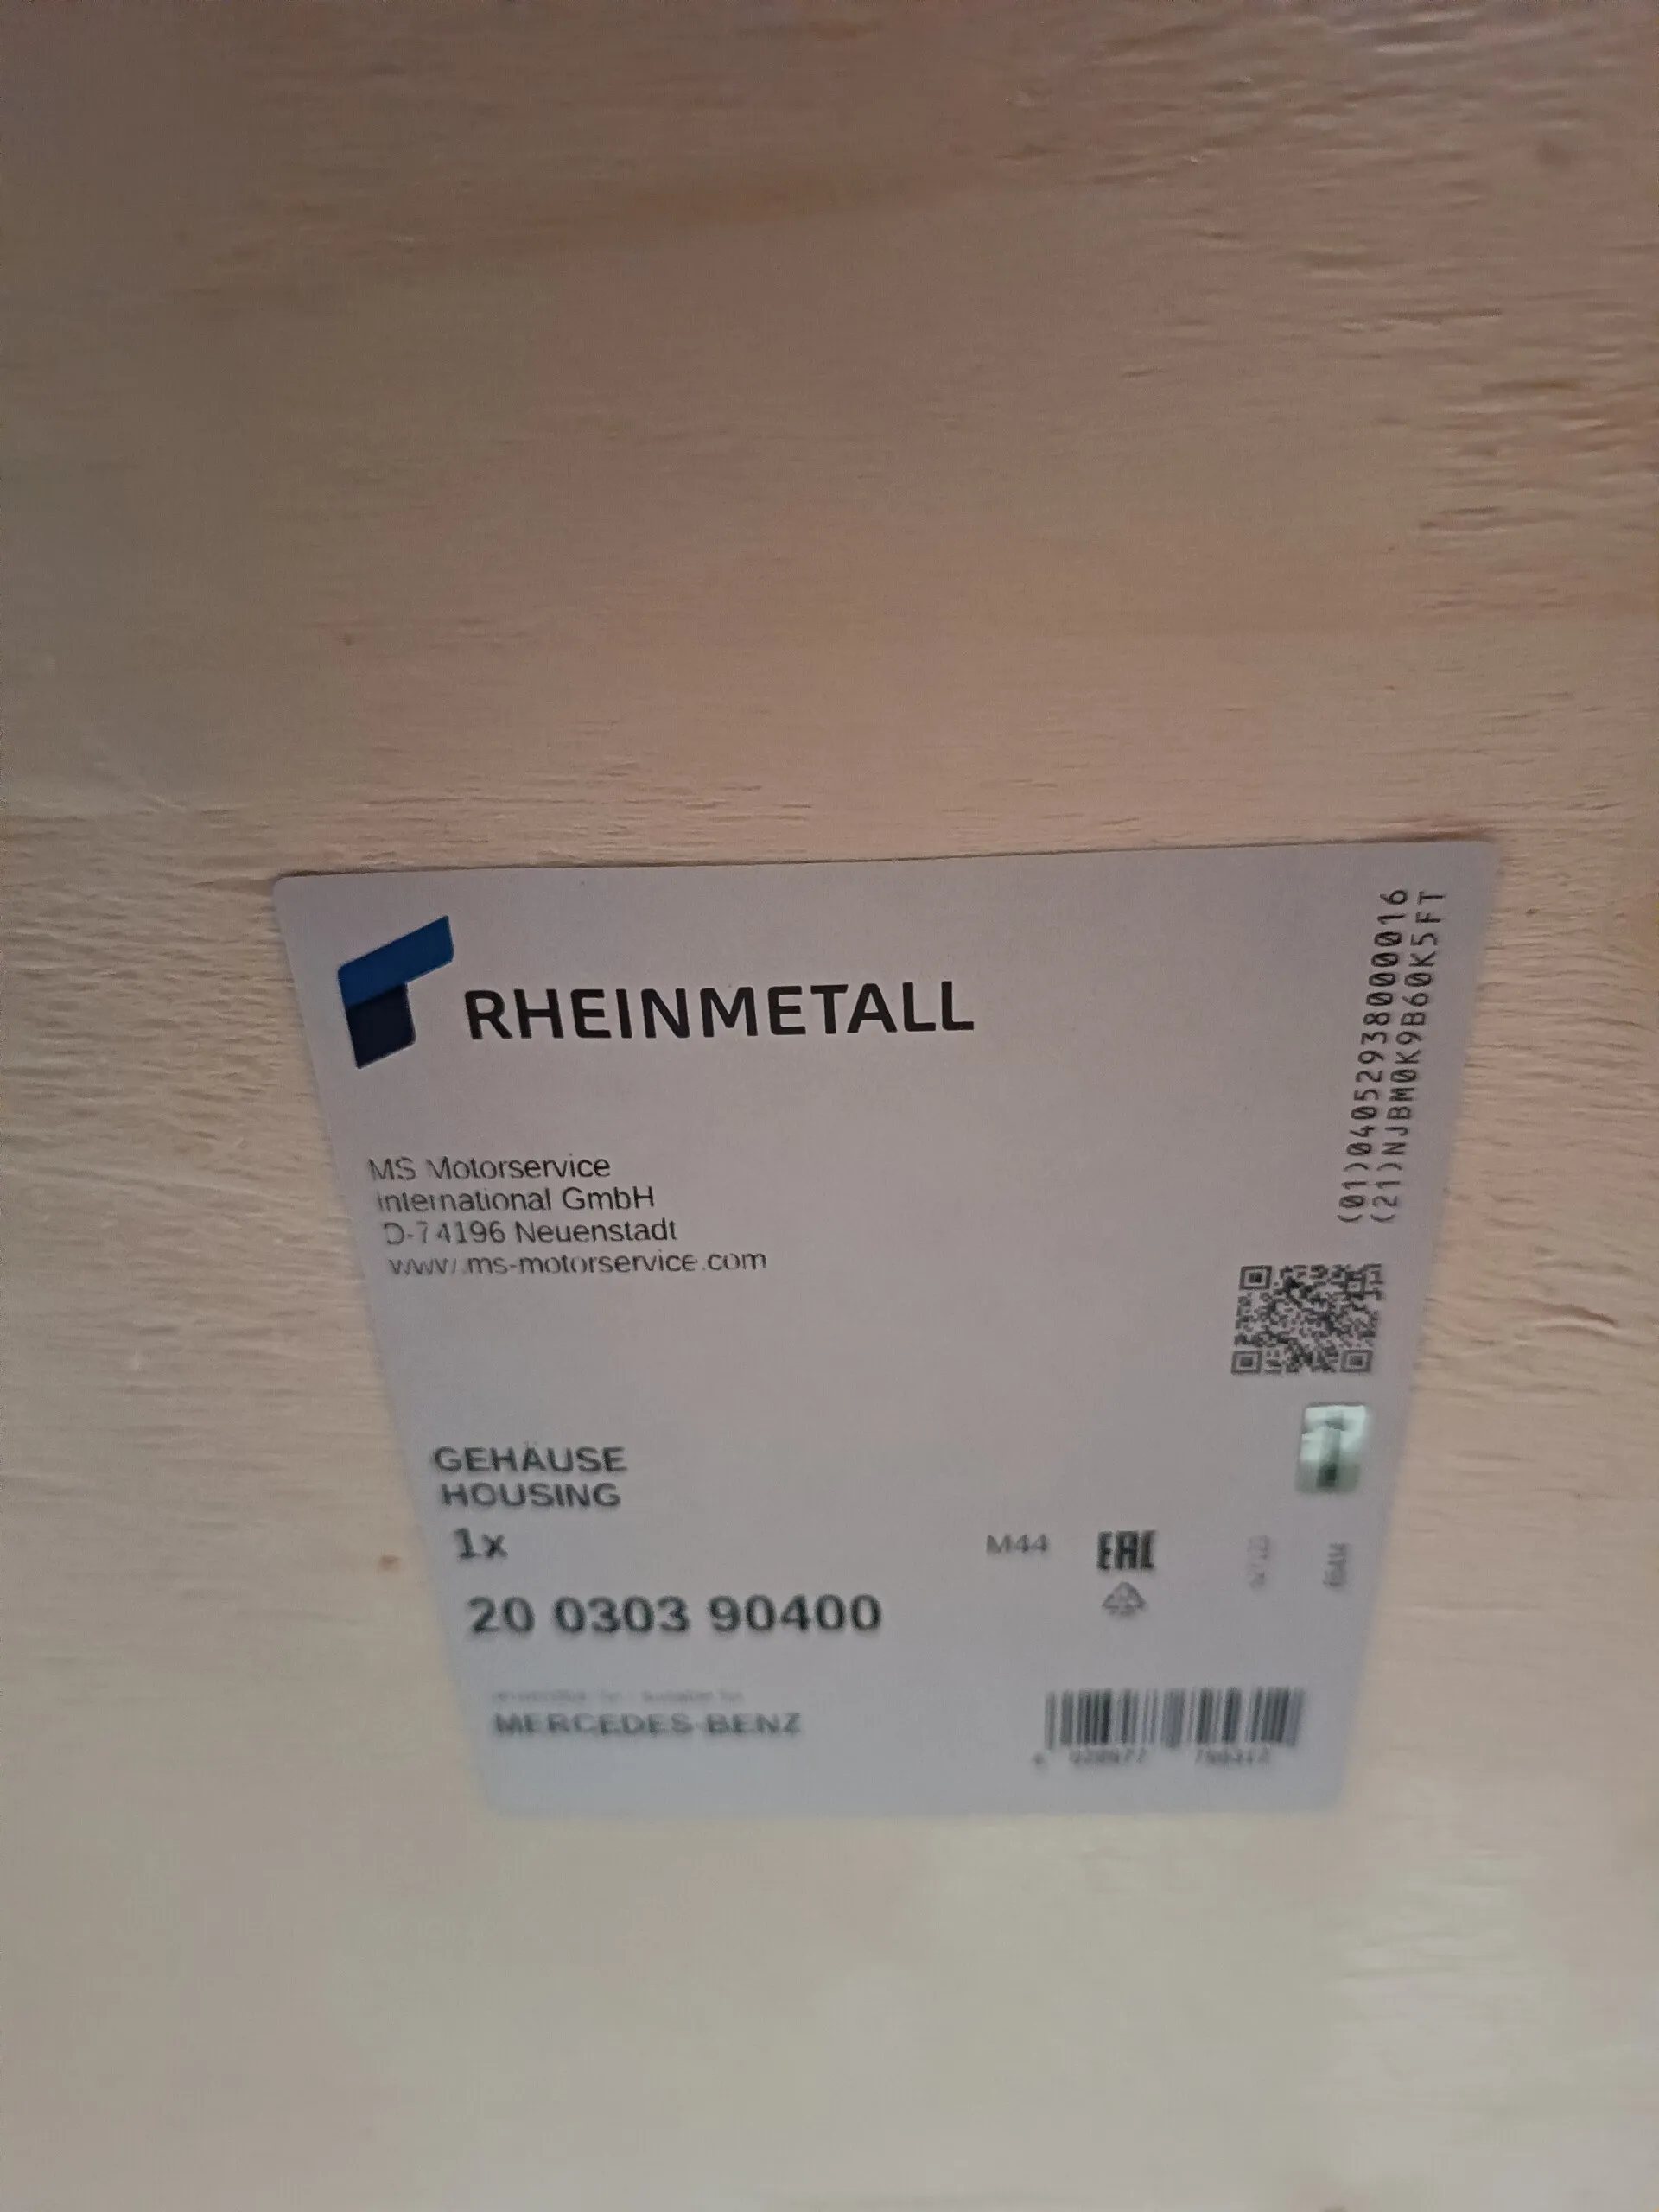 RHEINMETALL
(01)04052938000016
(21)NJBM0K9B60K5FT
MS Motorservice
International GmbH
D-74196 Neuenstadt
www.ms-motorservice.com
GEHÄUSE
HOUSING
1x
M44
EAC
20 0303 90400
MERCEDES-BENZ